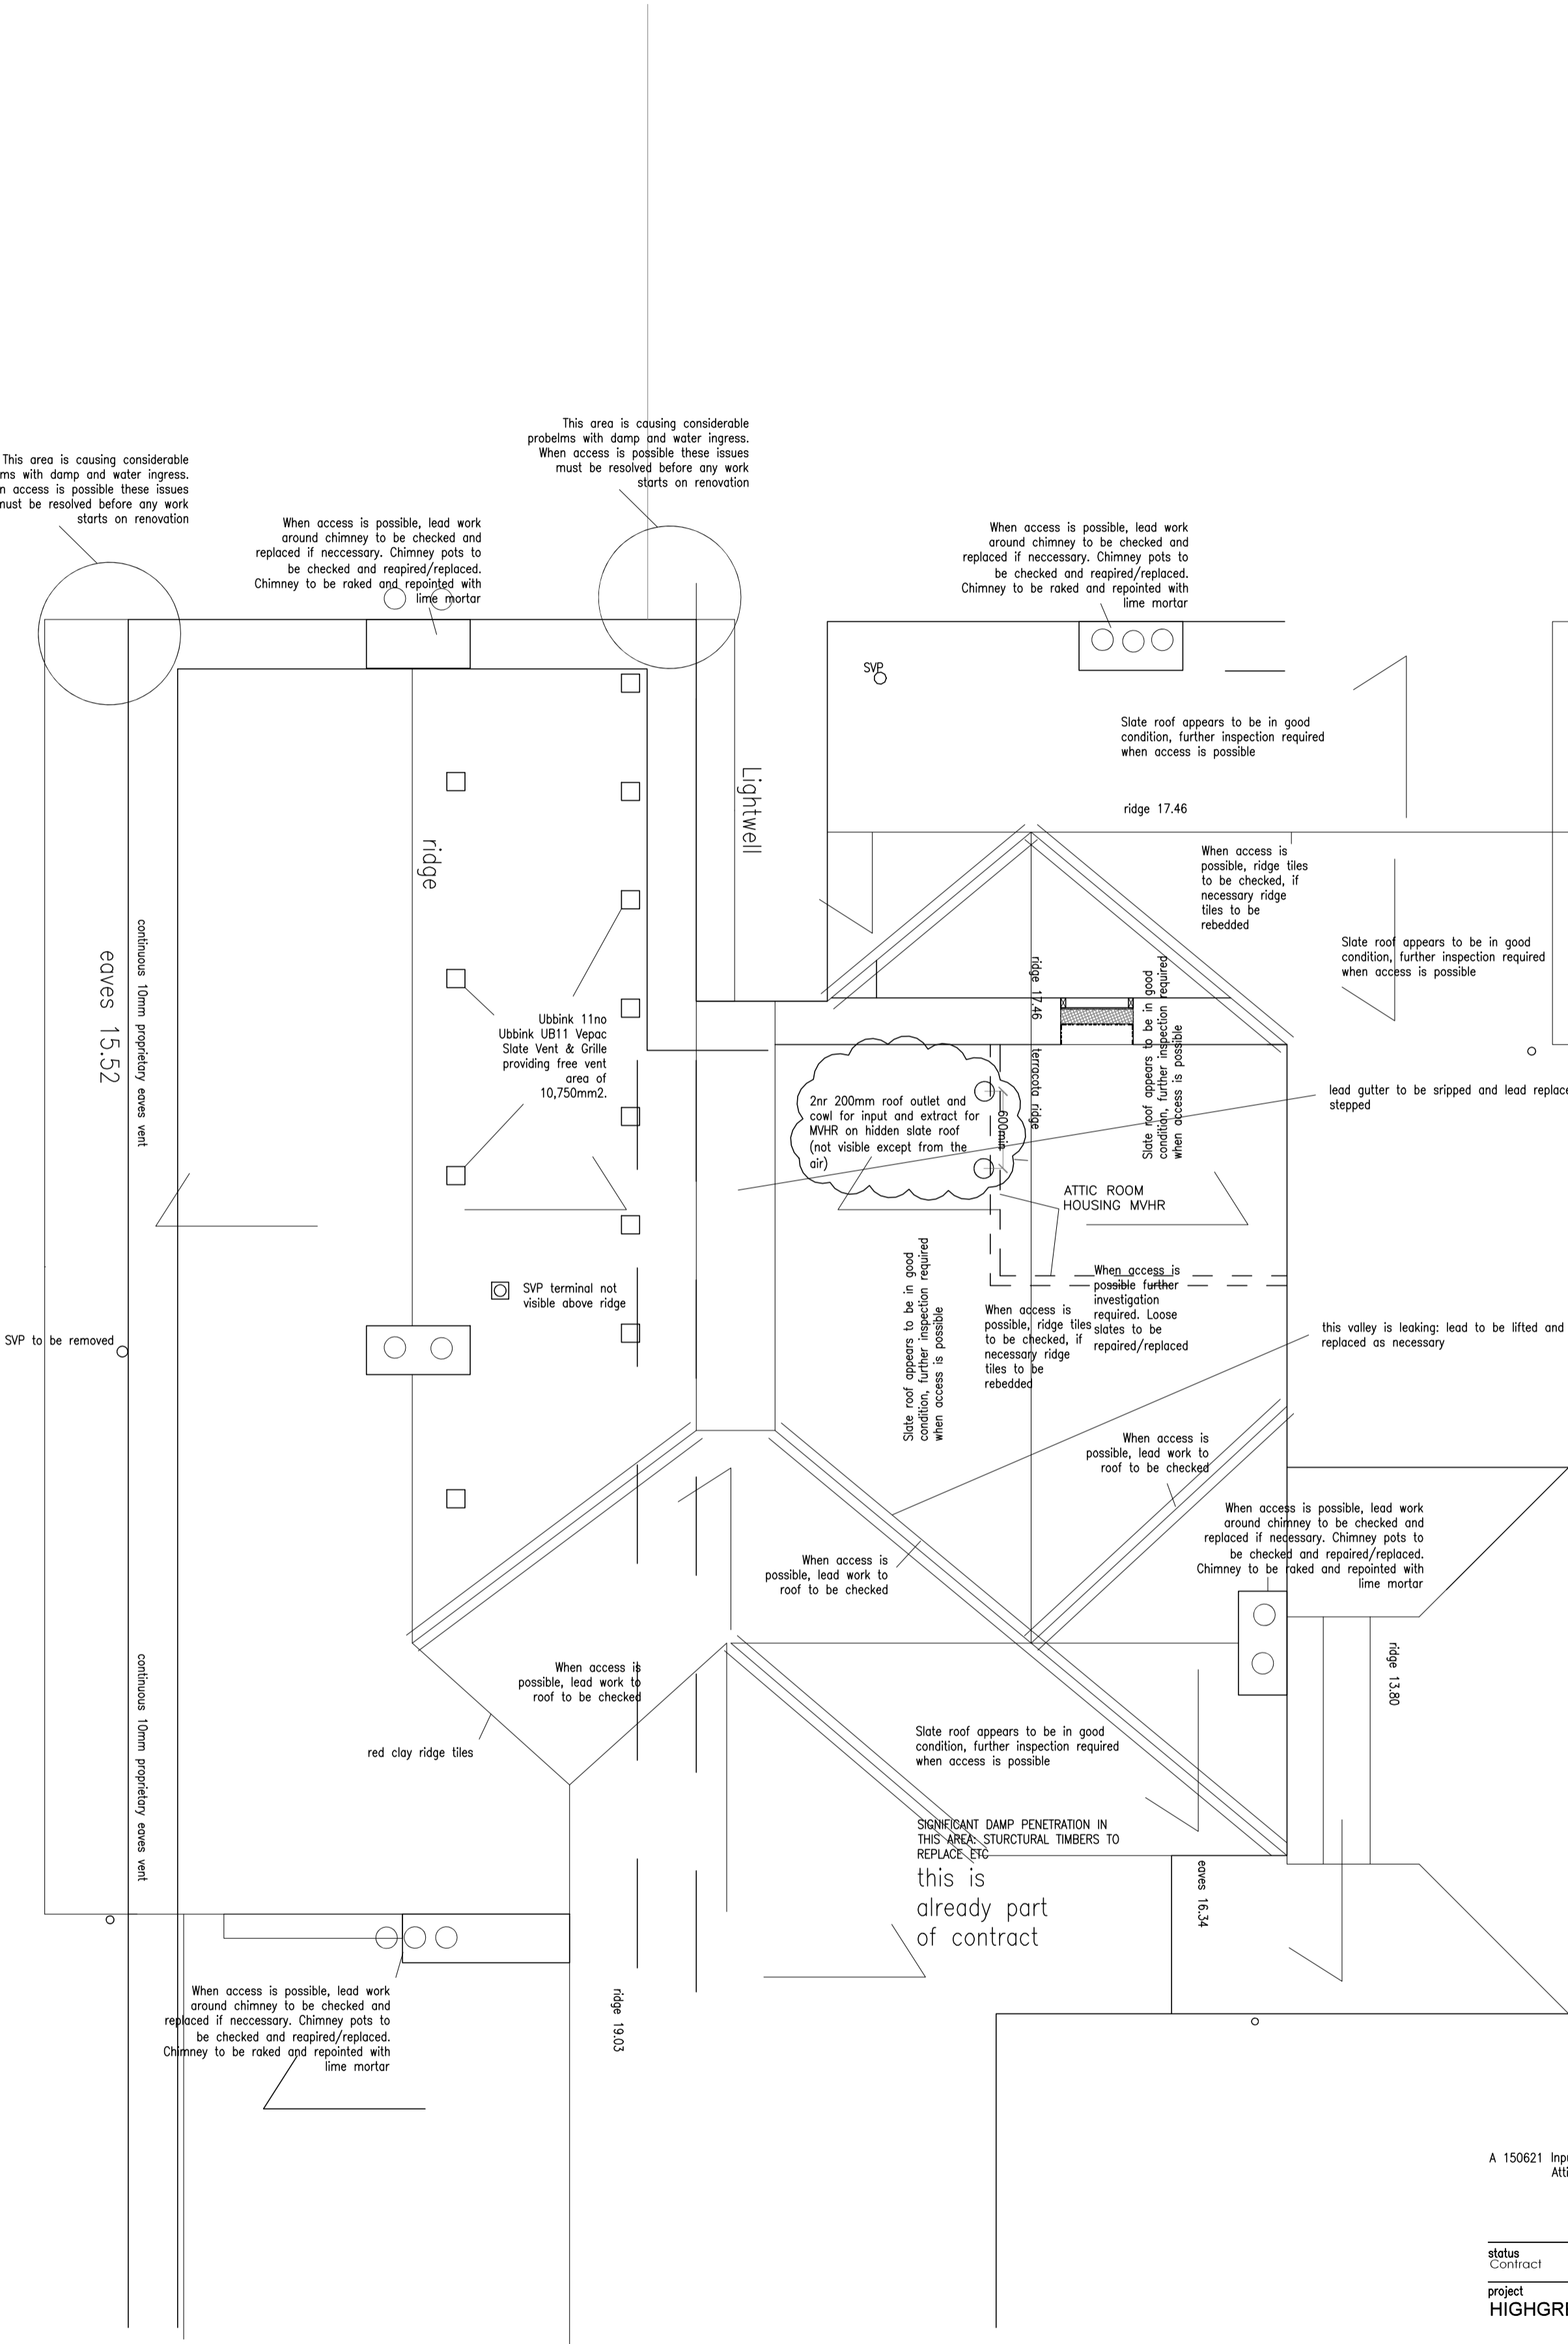 This area is causing considerable
probelms with damp and water ingress.
When access is possible these issues
must be resolved before any work
starts on renovation
This area is causing considerable
with damp and water ingress.
access is possible these issues
must be resolved before any work
starts on renovation
When access is possible, lead work
around chimney to be checked and
replaced if neccessary. Chimney pots to
be checked and reapired/replaced.
Chimney to be raked and repointed with
lime mortar
When access is possible, lead work
around chimney to be checked and
replaced if neccessary. Chimney pots to
be checked and reapired/replaced.
Chimney to be raked and repointed with
lime mortar
SVP
Slate roof appears to be in good
condition, further inspection required
when access is possible
ridge 17.46
Lightwell
ridge
When access is
possible, ridge tiles
to be checked, if
necessary ridge
tiles to be
rebedded
Slate roof appears to be in good
condition, further inspection required
when access is possible
continuous 10mm proprietary eaves vent
eaves 15.52
ridge 17.46
terracota ridge
Slate roof appears to be in good
condition, further inspection required
when access is possible
Ubbink 11no
Ubbink UB11 Vepac
Slate Vent & Grille
providing free vent
area of
10,750mm2.
2nr 200mm roof outlet and
cowl for input and extract for
MVHR on hidden slate roof
(not visible except from the
air)
600min
lead gutter to be sripped and lead
stepped
ATTIC ROOM
HOUSING MVHR
Slate roof appears to be in good
condition, further inspection required
when access is possible
When access is
possible further
investigation
required. Loose
slates to be
repaired/replaced
SVP terminal not
visible above ridge
When access is
possible, ridge tiles
to be checked, if
necessary ridge
tiles to be
rebedded
SVP to be removed
this valley is leaking: lead to be lifted and
replaced as necessary
When access is
possible, lead work to
roof to be checked
When access is possible, lead work
around chimney to be checked and
replaced if necessary. Chimney pots to
be checked and repaired/replaced.
Chimney to be raked and repointed with
lime mortar
When access is
possible, lead work to
roof to be checked
ridge 13.80
When access is
possible, lead work to
roof to be checked
continuous 10mm proprietary eaves vent
red clay ridge tiles
Slate roof appears to be in good
condition, further inspection required
when access is possible
SIGNIFICANT DAMP PENETRATION IN
THIS AREA: STURCTURAL TIMBERS TO
REPLACE ETC
this is
already part
of contract
eaves 16.34
When access is possible, lead work
around chimney to be checked and
replaced if neccessary. Chimney pots to
be checked and reapired/replaced.
Chimney to be raked and repointed with
lime mortar
ridge 19.03
A 150621
status
Contract
project